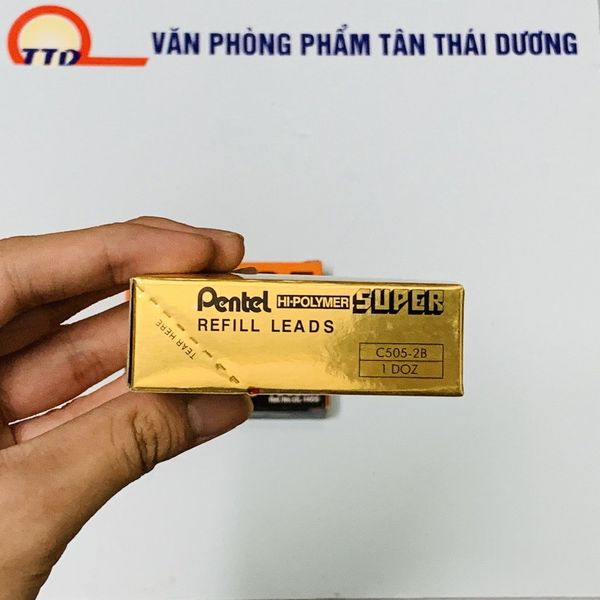 TTD
VĂN PHÒNG PHẨM TÂN THÁI DƯƠNG
Pentel HI-POLYMER SUPER
REFILL LEADS
TEAR HERE
C505-2B
1 DOZ